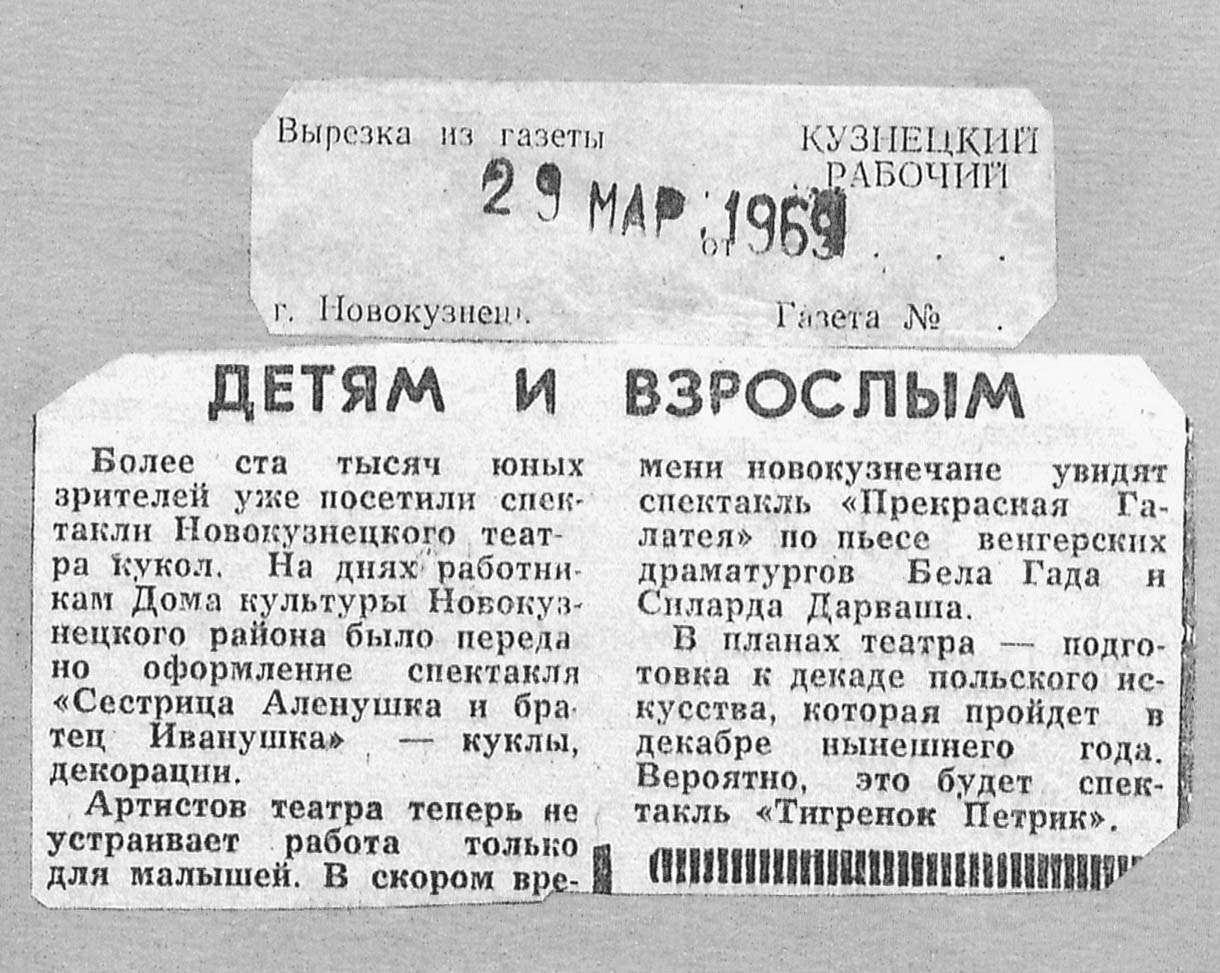 Вырезка из газеты
КУЗНЕЦКИЙ
РАБОЧИЙ
29 МАР. 1969
от . . .
г. Новокузнец.
Газета № .
ДЕТЯМ И ВЗРОСЛЫМ
Более ста тысяч юных
зрителей уже посетили спек-
такли Новокузнецкого теат-
ра кукол. На днях работни-
кам Дома культуры Новокуз-
нецкого района было переда
но оформление спектакля
«Сестрица Аленушка и бра-
тец Иванушка» — куклы,
декорации.
Артистов театра теперь не
устраивает работа только
для малышей. В скором вре-
мени новокузнечане увидят
спектакль «Прекрасная Га-
латея» по пьесе венгерских
драматургов Бела Гада и
Силарда Дарваша.
В планах театра — подго-
товка к декаде польского ис-
кусства, которая пройдет в
декабре нынешнего года.
Вероятно, это будет спек-
такль «Тигренок Петрик».